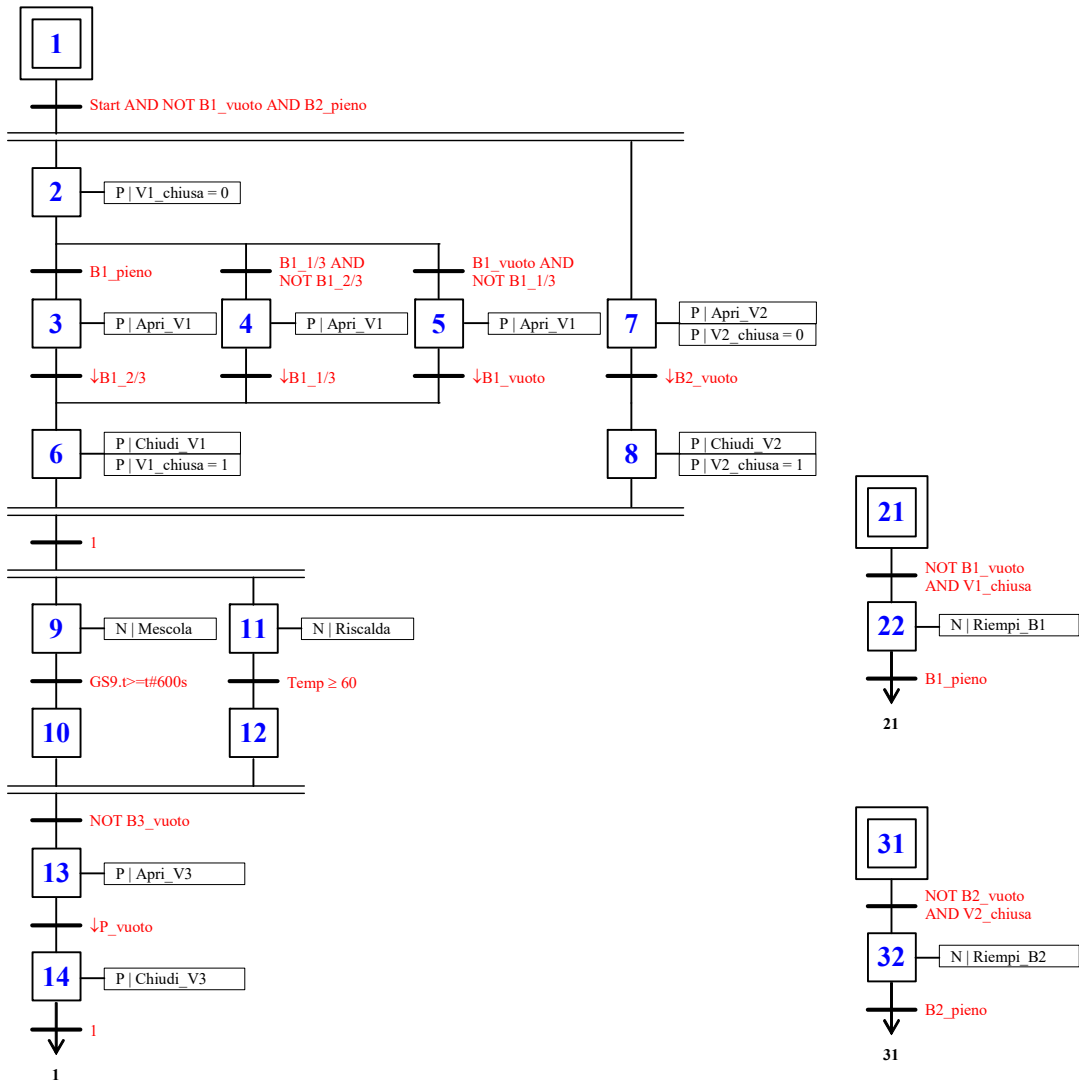 1
Start AND NOT B1_vuoto AND B2_pieno
2
P | V1_chiusa = 0
B1_pieno
B1_1/3 AND
NOT B1_2/3
B1_vuoto AND
NOT B1_1/3
3
P | Apri_V1
4
P | Apri_V1
5
P | Apri_V1
7
P | Apri_V2
P | V2_chiusa = 0
↓B1_2/3
↓B1_1/3
↓B1_vuoto
↓B2_vuoto
6
P | Chiudi_V1
P | V1_chiusa = 1
8
P | Chiudi_V2
P | V2_chiusa = 1
1
9
N | Mescola
11
N | Riscalda
GS9.t>=t#600s
Temp ≥ 60
10
12
NOT B3_vuoto
13
P | Apri_V3
↓P_vuoto
14
P | Chiudi_V3
1
1
21
NOT B1_vuoto
AND V1_chiusa
22
N | Riempi_B1
B1_pieno
21
31
NOT B2_vuoto
AND V2_chiusa
32
N | Riempi_B2
B2_pieno
31